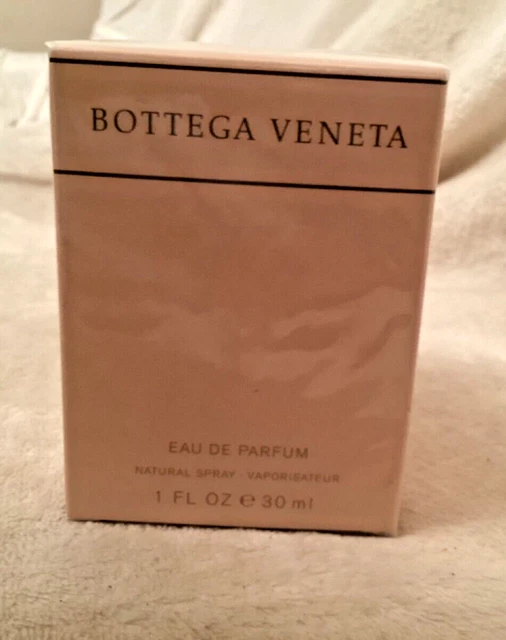 BOTTEGA VENETA
EAU DE PARFUM
NATURAL SPRAY · VAPORISATEUR
1 FL OZ ℮ 30 ml